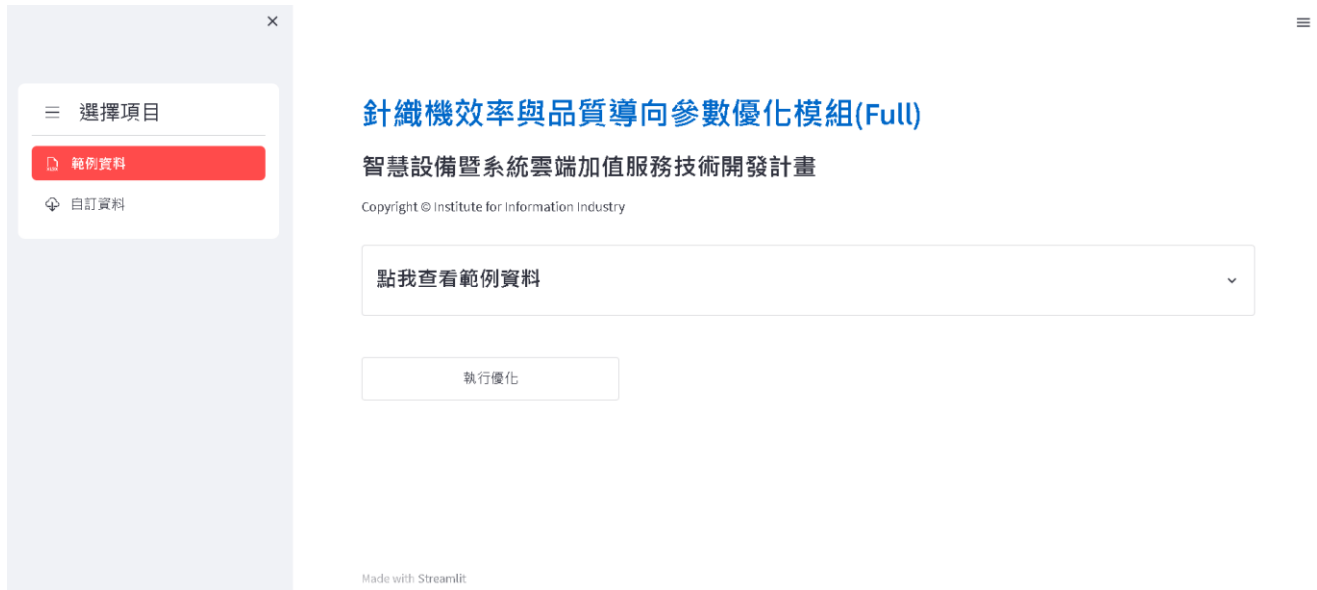 選擇項目
範例資料
自訂資料
針織機效率與品質導向參數優化模組(Full)
智慧設備暨系統雲端加值服務技術開發計畫
Copyright © Institute for Information Industry
點我查看範例資料
執行優化
Made with Streamlit